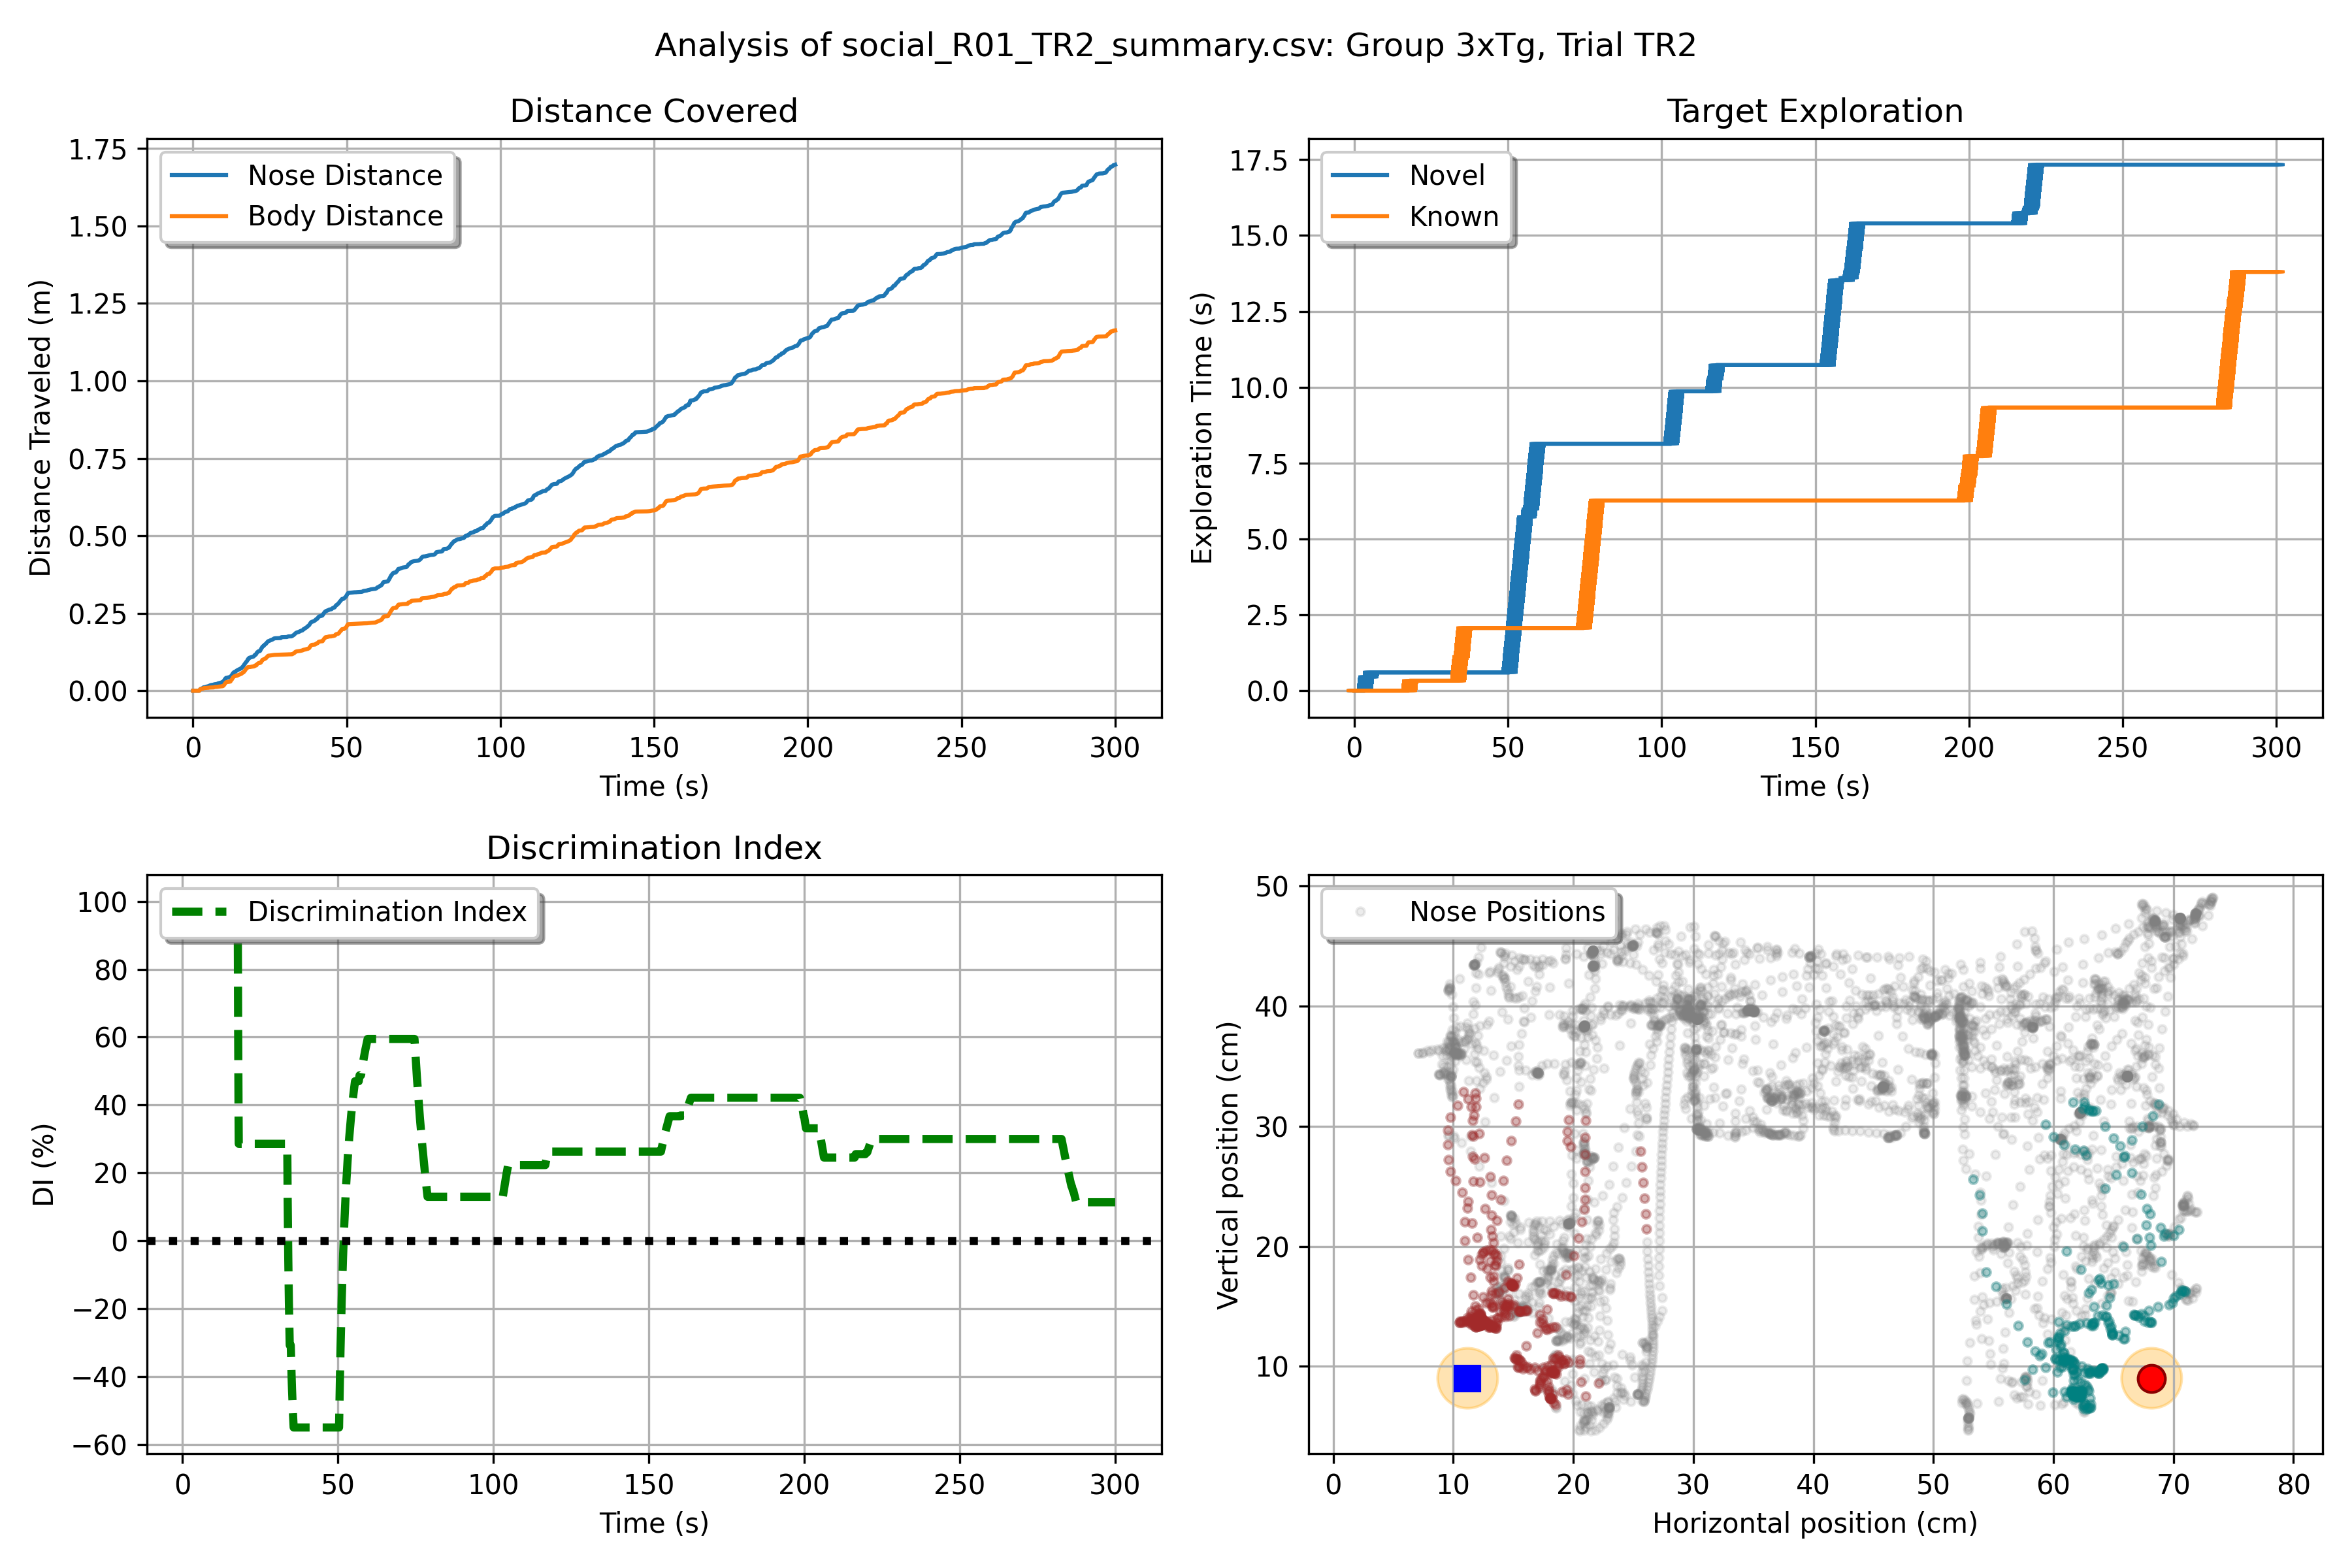 Analysis of social_R01_TR2_summary.csv: Group 3xTg, Trial TR2
Distance Covered
Nose Distance
Body Distance
Distance Traveled (m)
1.75
1.50
1.25
1.00
0.75
0.50
0.25
0.00
0 50 100 150 200 250 300
Time (s)
Target Exploration
Novel
Known
Exploration Time (s)
17.5
15.0
12.5
10.0
7.5
5.0
2.5
0.0
0 50 100 150 200 250 300
Time (s)
Discrimination Index
Discrimination Index
DI (%)
100
80
60
40
20
0
−20
−40
−60
0 50 100 150 200 250 300
Time (s)
Nose Positions
Vertical position (cm)
50
40
30
20
10
0 10 20 30 40 50 60 70 80
Horizontal position (cm)